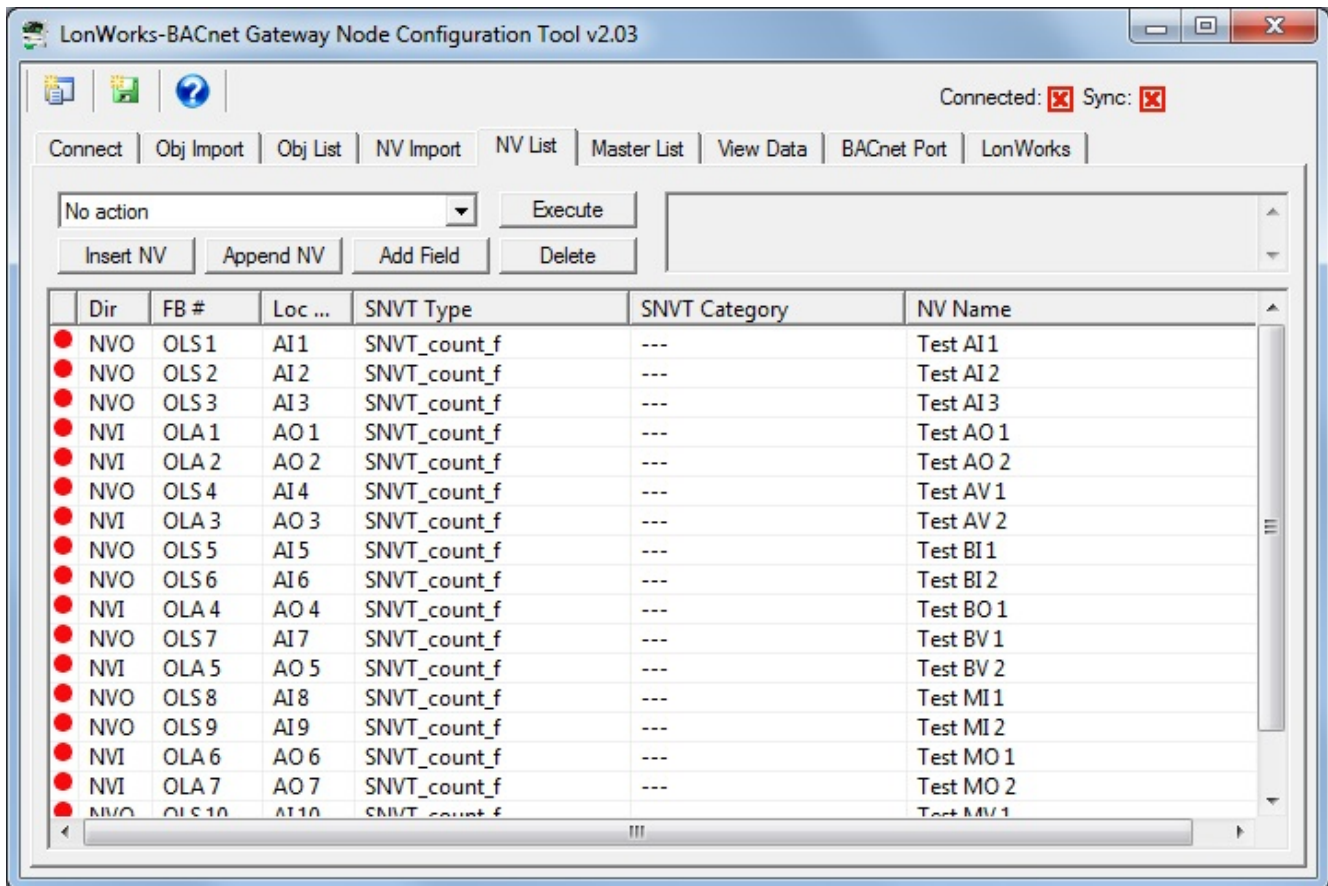 LonWorks-BACnet Gateway Node Configuration Tool v2.03
Connected: Sync:
Connect Obj Import Obj List NV Import NV List Master List View Data BACnet Port LonWorks
No action Execute
Insert NV Append NV Add Field Delete
Dir FB # Loc ... SNVT Type SNVT Category NV Name
NVO OLS 1 AI 1 SNVT_count_f --- Test AI 1
NVO OLS 2 AI 2 SNVT_count_f --- Test AI 2
NVO OLS 3 AI 3 SNVT_count_f --- Test AI 3
NVI OLA 1 AO 1 SNVT_count_f --- Test AO 1
NVI OLA 2 AO 2 SNVT_count_f --- Test AO 2
NVO OLS 4 AI 4 SNVT_count_f --- Test AV 1
NVI OLA 3 AO 3 SNVT_count_f --- Test AV 2
NVO OLS 5 AI 5 SNVT_count_f --- Test BI 1
NVO OLS 6 AI 6 SNVT_count_f --- Test BI 2
NVI OLA 4 AO 4 SNVT_count_f --- Test BO 1
NVO OLS 7 AI 7 SNVT_count_f --- Test BV 1
NVI OLA 5 AO 5 SNVT_count_f --- Test BV 2
NVO OLS 8 AI 8 SNVT_count_f --- Test MI 1
NVO OLS 9 AI 9 SNVT_count_f --- Test MI 2
NVI OLA 6 AO 6 SNVT_count_f --- Test MO 1
NVI OLA 7 AO 7 SNVT_count_f --- Test MO 2
NVO OLS 10 AI 10 SNVT_count_f Test MV 1